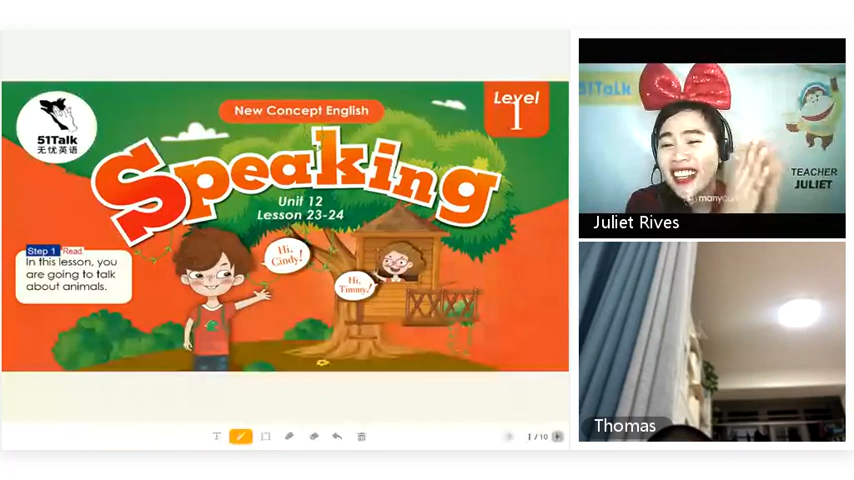 51Talk
无忧英语
New Concept English
Level
1
Speaking
Unit 12
Lesson 23-24
Step 1 Read.
In this lesson, you
are going to talk
about animals.
Hi,
Cindy!
Hi,
Timmy!
1 / 10
51Talk
TEACHER
JULIET
manycam
Juliet Rives
Thomas